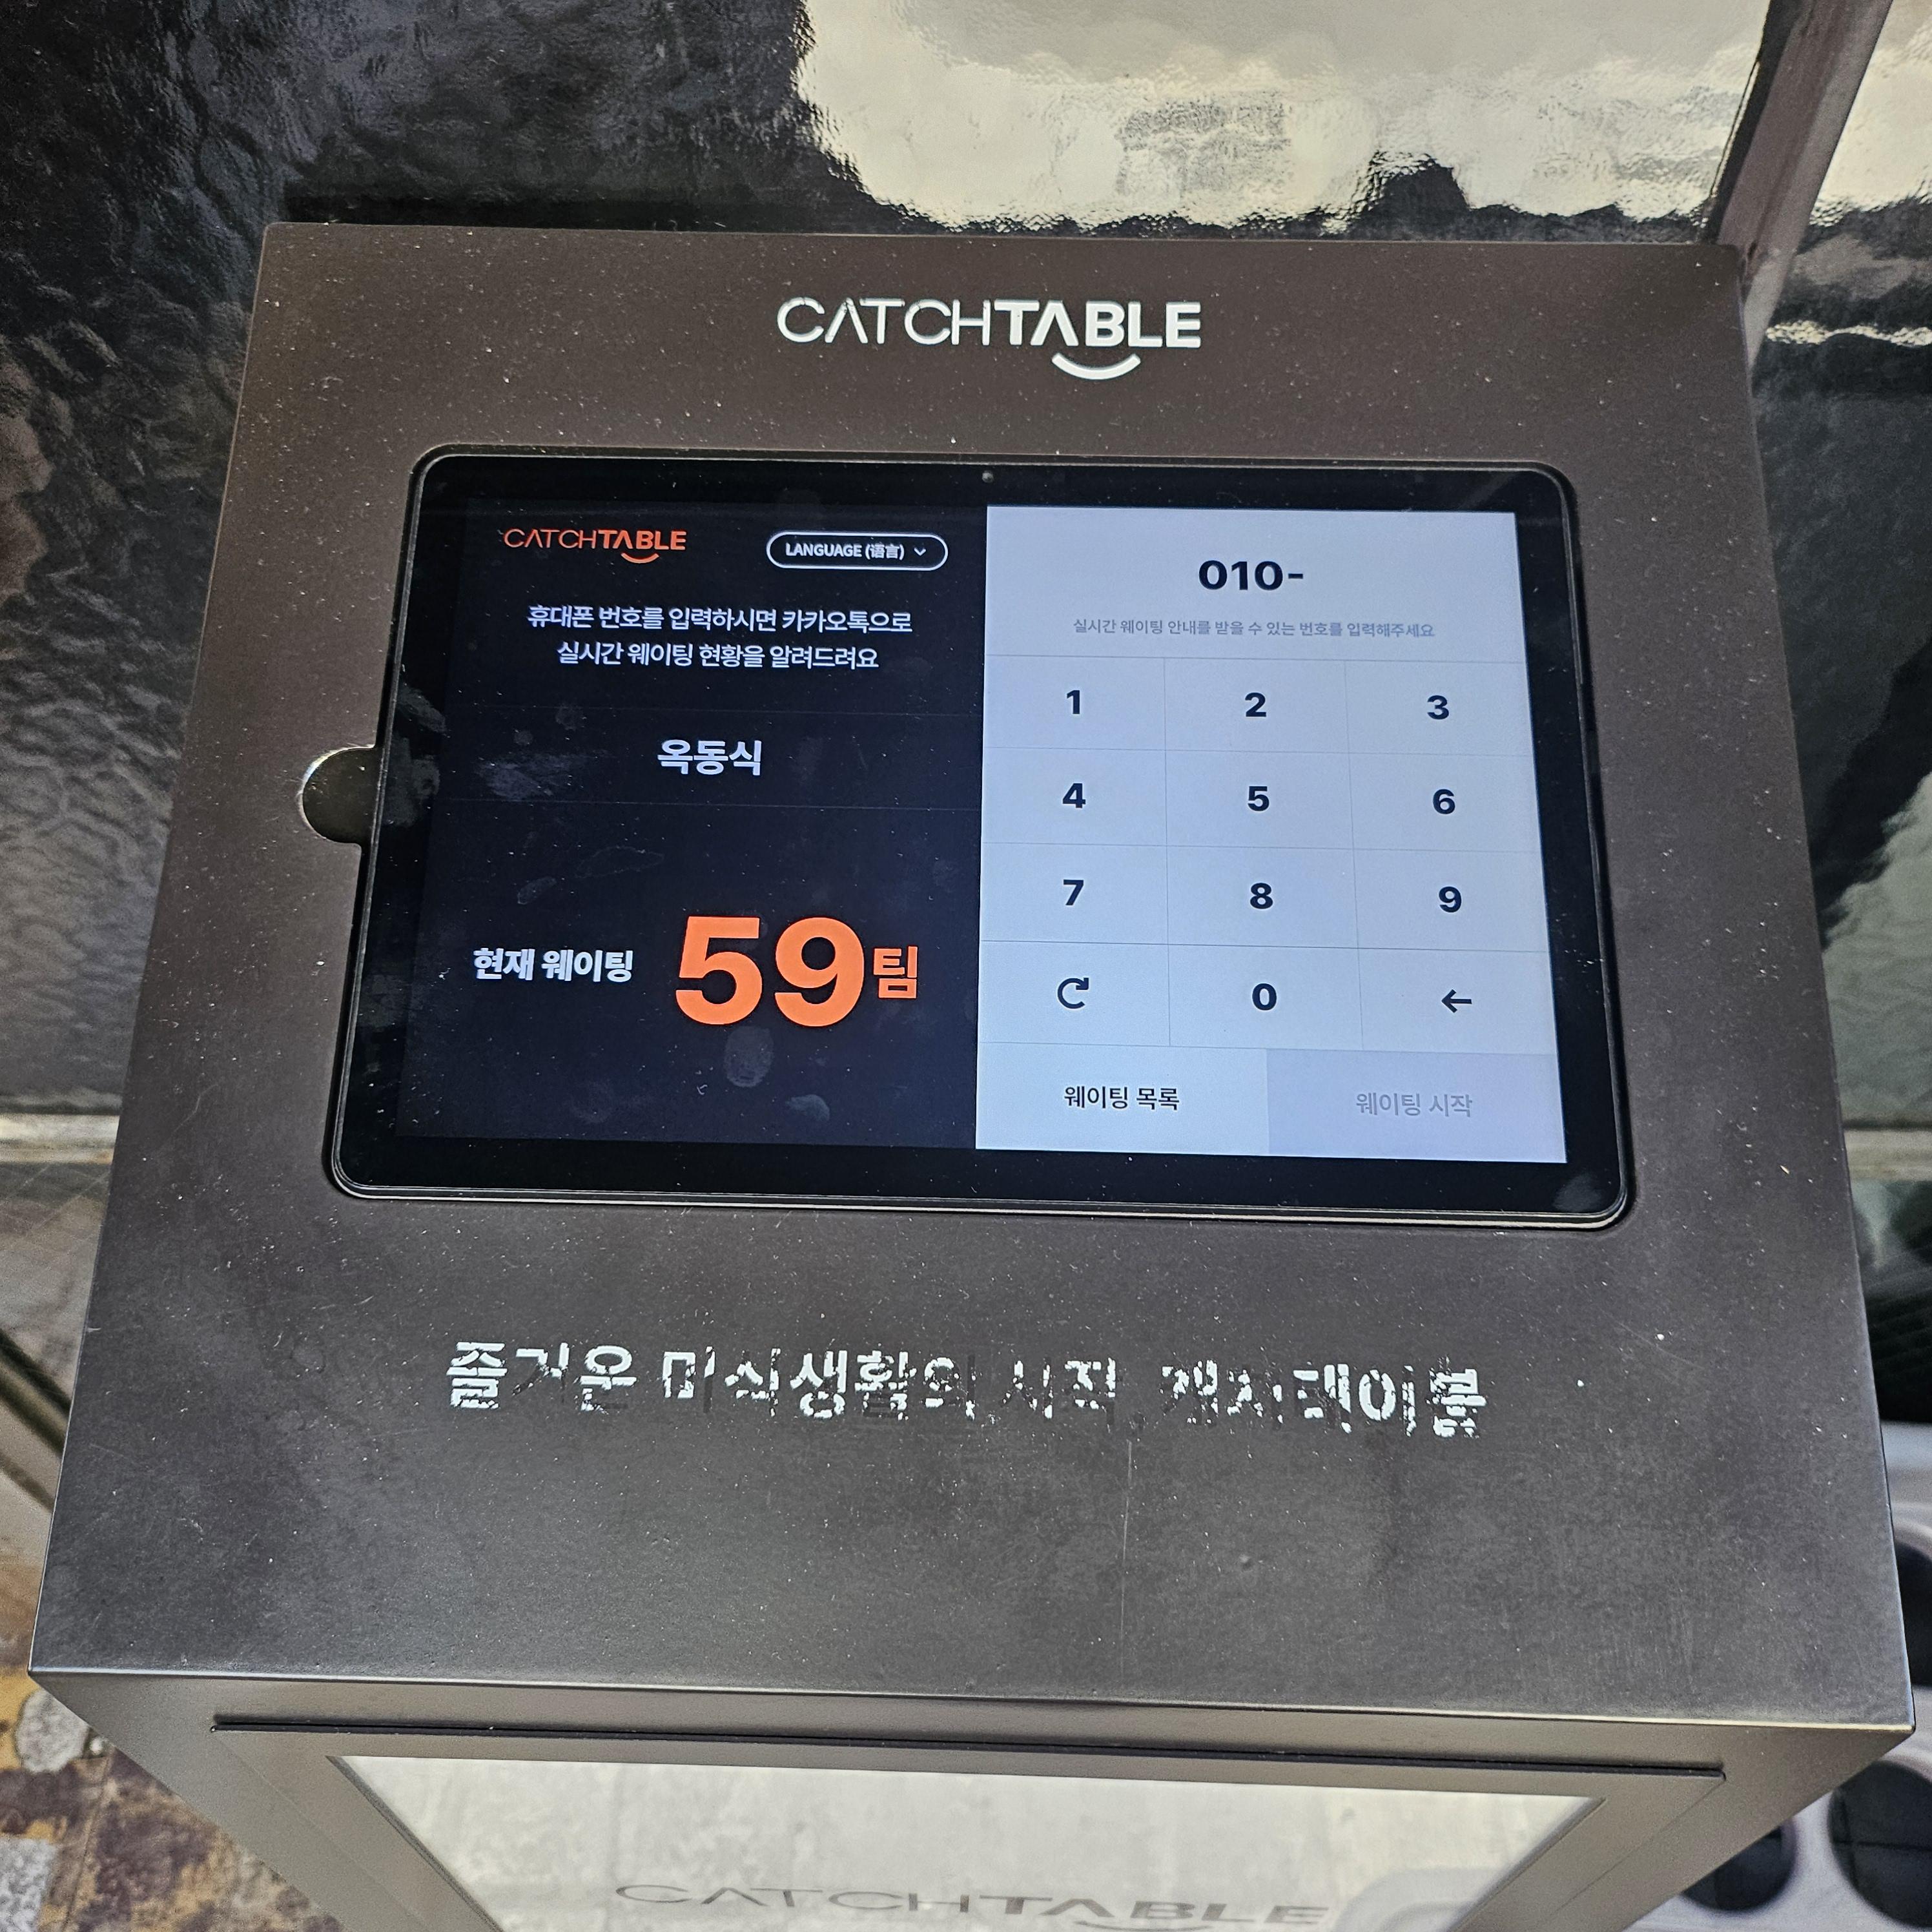 CATCHTABLE
CATCHTABLE
LANGUAGE (语言)
휴대폰 번호를 입력하시면 카카오톡으로
실시간 웨이팅 현황을 알려드려요
옥동식
현재 웨이팅 59팀
010-
실시간 웨이팅 안내를 받을 수 있는 번호를 입력해주세요
1 2 3
4 5 6
7 8 9
0
웨이팅 목록 웨이팅 시작
즐거운 미식생활의 시작, 캐치테이블
CATCHTABLE